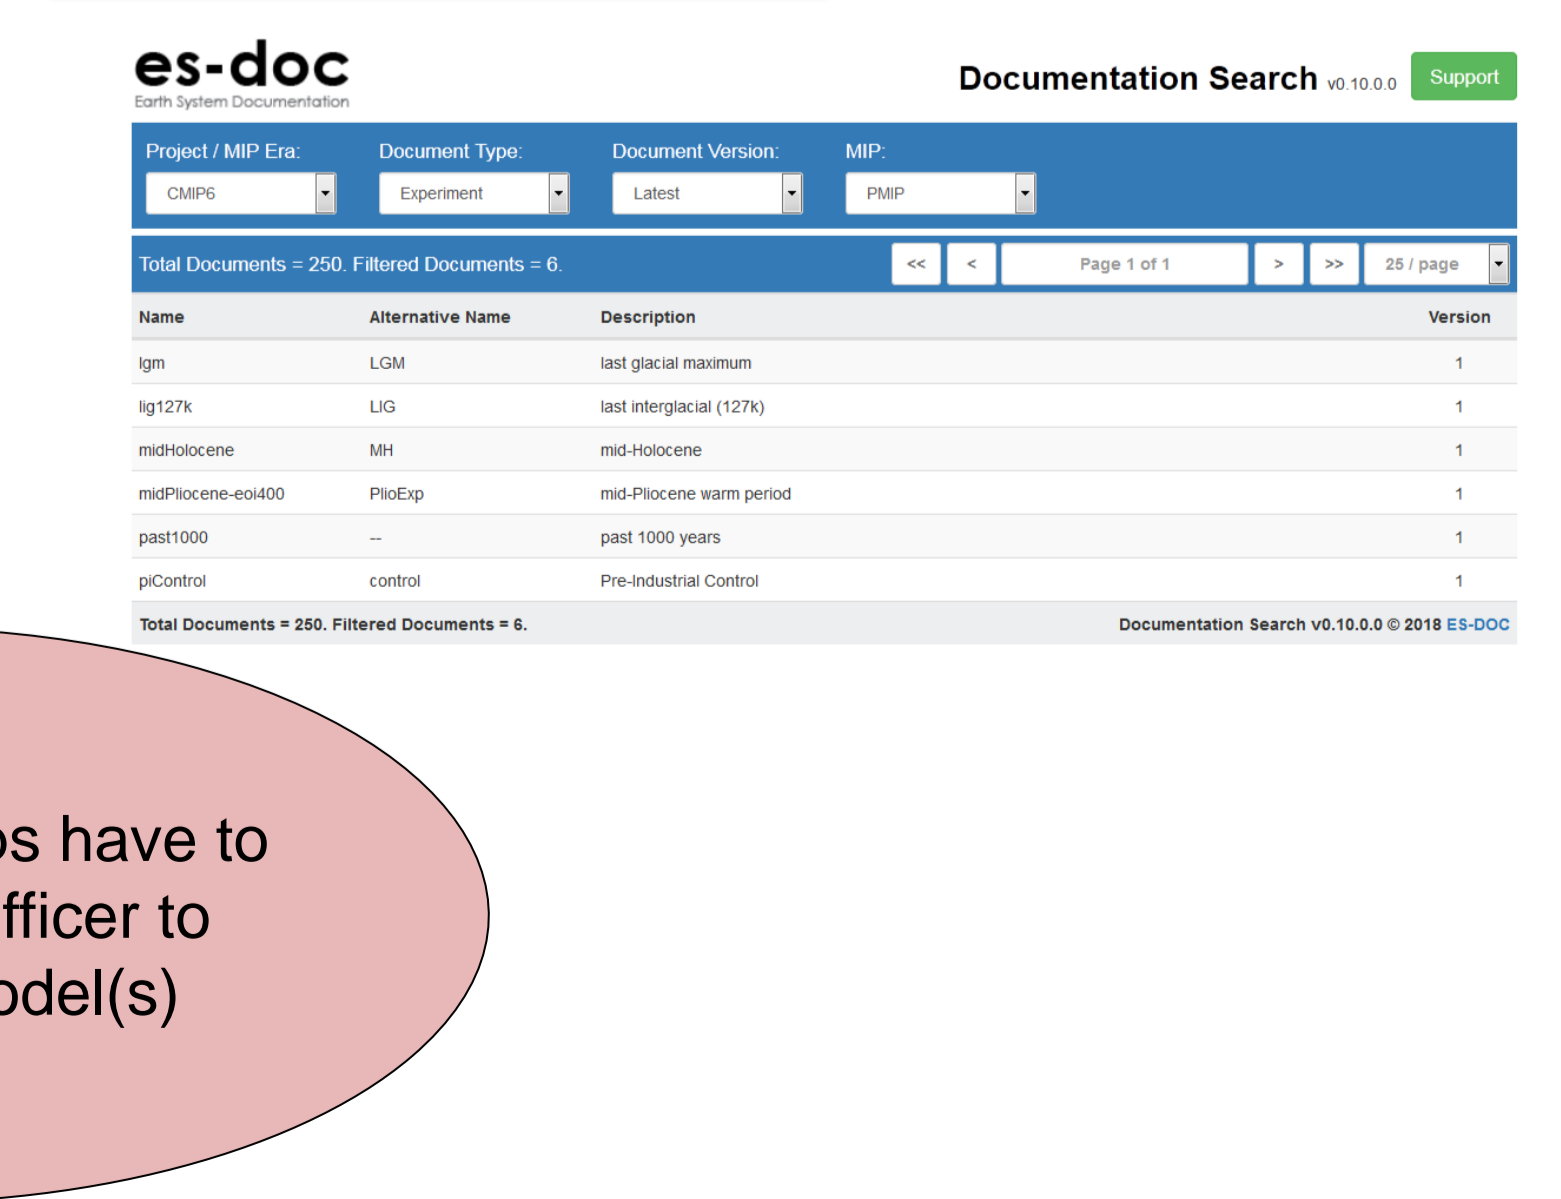 es-doc
Earth System Documentation
Documentation Search v0.10.0.0 Support
Project / MIP Era: Document Type: Document Version: MIP:
CMIP6 Experiment Latest PMIP
Total Documents = 250. Filtered Documents = 6. << < Page 1 of 1 > >> 25 / page
Name Alternative Name Description Version
lgm LGM last glacial maximum 1
lig127k LIG last interglacial (127k) 1
midHolocene MH mid-Holocene 1
midPliocene-eoi400 PlioExp mid-Pliocene warm period 1
past1000 -- past 1000 years 1
piControl control Pre-Industrial Control 1
Total Documents = 250. Filtered Documents = 6. Documentation Search v0.10.0.0 © 2018 ES-DOC
have to
to